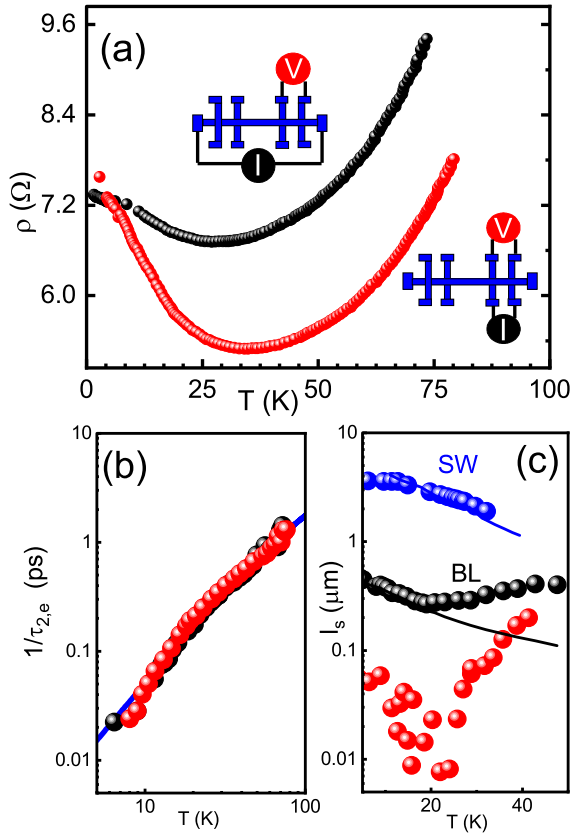 (a)
9.6
8.4
7.2
6.0
ρ (Ω)
V
I
V
I
0 25 50 75 100
T (K)
(b)
10
1
0.1
0.01
1/τ2,e (ps)
10 100
T (K)
(c)
SW
BL
10
1
0.1
0.01
ls (μm)
20 40
T (K)